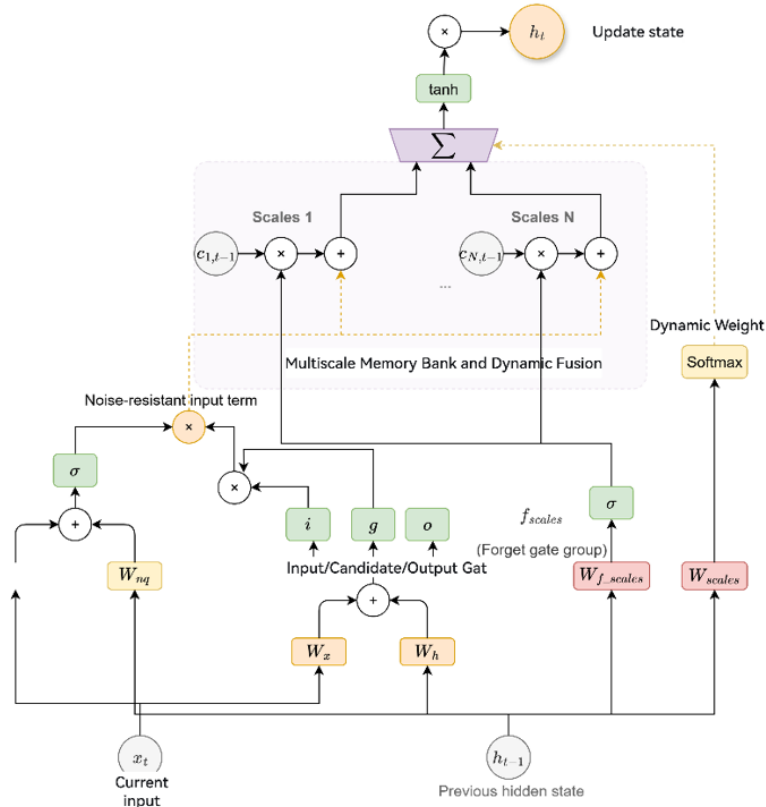 ×
h_t
Update state
tanh
Σ
Scales 1
Scales N
c_{1,t−1}
×
+
c_{N,t−1}
×
+
...
Dynamic Weight
Multiscale Memory Bank and Dynamic Fusion
Softmax
Noise-resistant input term
×
σ
×
+
i
g
o
f_{scales}
σ
(Forget gate group)
Input/Candidate/Output Gat
W_{nq}
W_{f_scales}
W_{scales}
+
W_x
W_h
x_t
h_{t−1}
Current
input
Previous hidden state